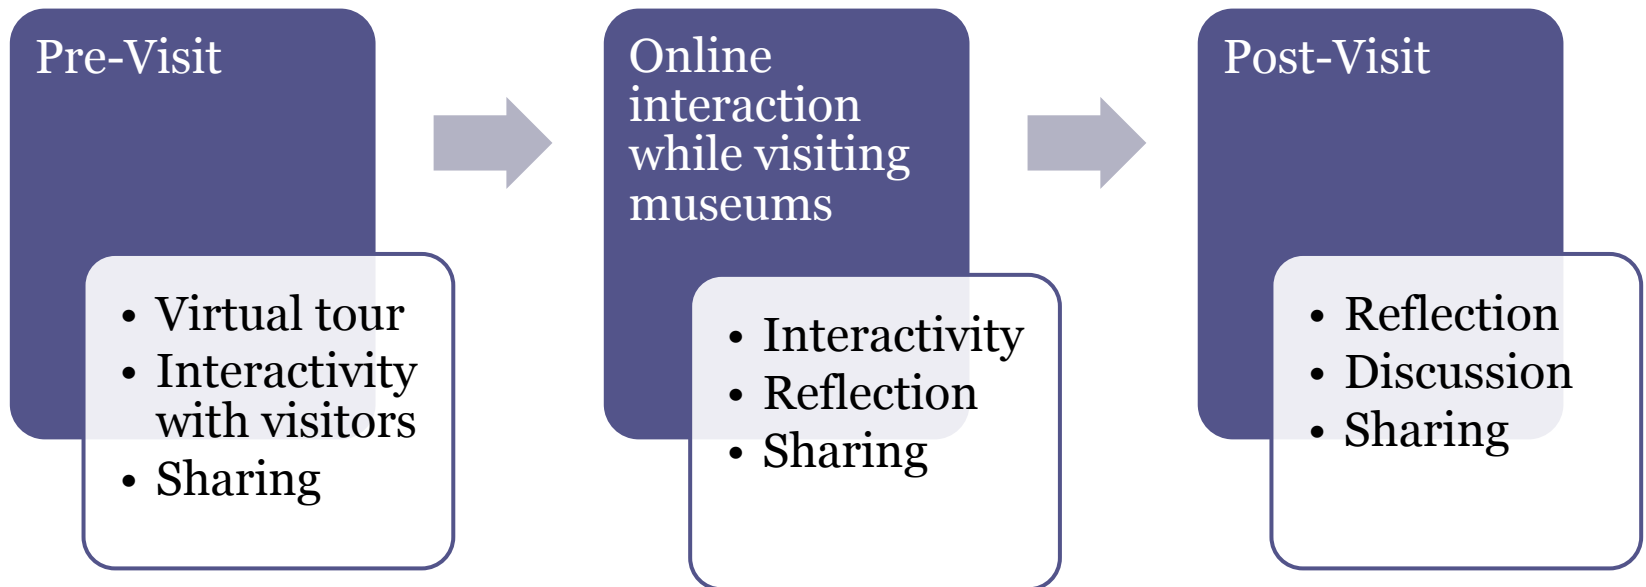 Pre-Visit
• Virtual tour
• Interactivity
with visitors
• Sharing
Online
interaction
while visiting
museums
• Interactivity
• Reflection
• Sharing
Post-Visit
• Reflection
• Discussion
• Sharing